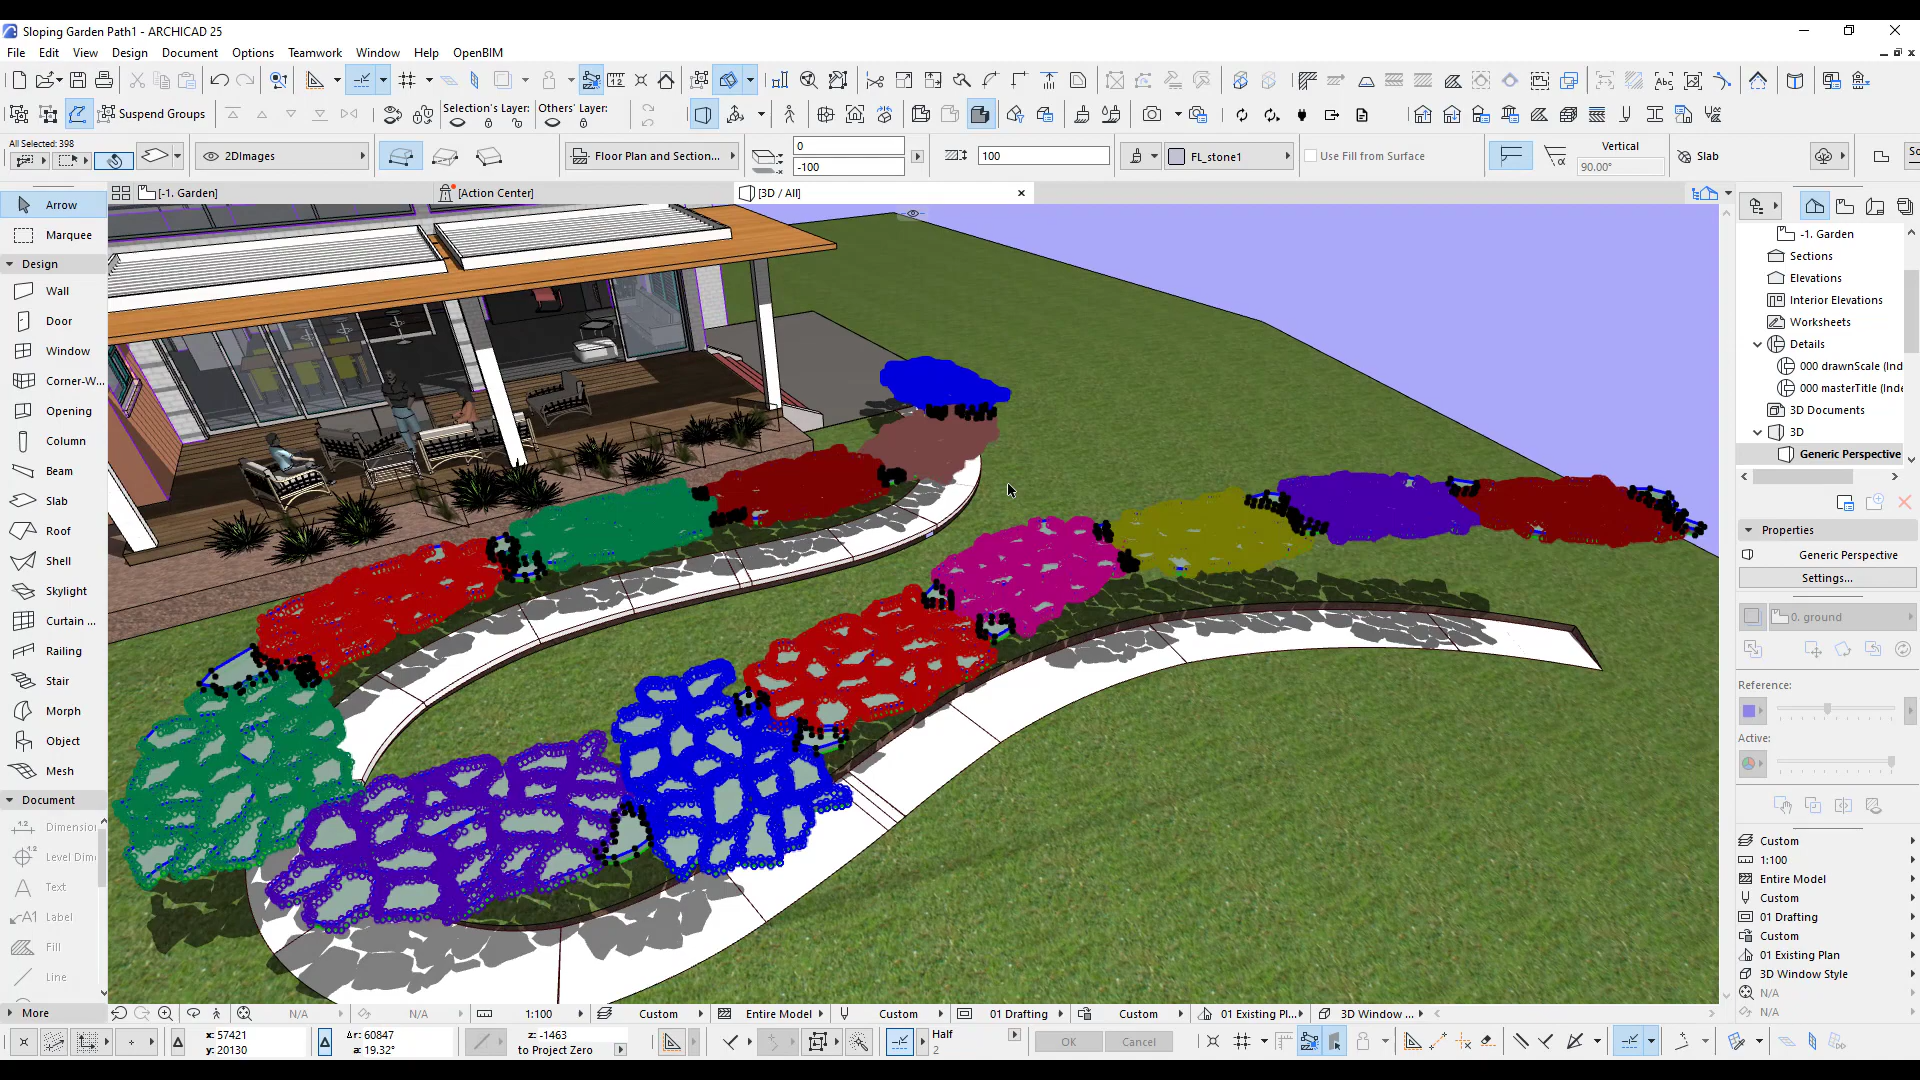 Sloping Garden Path1 - ARCHICAD 25
File Edit View Design Document Options Teamwork Window Help OpenBIM
Suspend Groups
Selection's Layer: Others' Layer:
All Selected: 398
2DImages
Floor Plan and Section...
0
-100
100
FL_stone1
Use Fill from Surface
Vertical
90.00°
Slab
[-1. Garden]
[Action Center]
[3D / All]
Arrow
Marquee
Design
Wall
Door
Window
Corner-W...
Opening
Column
Beam
Slab
Roof
Shell
Skylight
Curtain ...
Railing
Stair
Morph
Object
Mesh
Document
Dimension
Level Dim
Text
Label
Fill
Line
More
-1. Garden
Sections
Elevations
Interior Elevations
Worksheets
Details
000 drawnScale (Ind
000 masterTitle (Inde
3D Documents
3D
Generic Perspective
Properties
Generic Perspective
Settings...
0. ground
Reference:
Active:
Custom
1:100
Entire Model
Custom
01 Drafting
Custom
01 Existing Plan
3D Window Style
N/A
N/A
N/A N/A 1:100 Custom Entire Model Custom 01 Drafting Custom 01 Existing Pl... 3D Window ...
x: 57421
y: 20130
Δr: 60847
a: 19.32°
z: -1463
to Project Zero
Half
2
OK Cancel